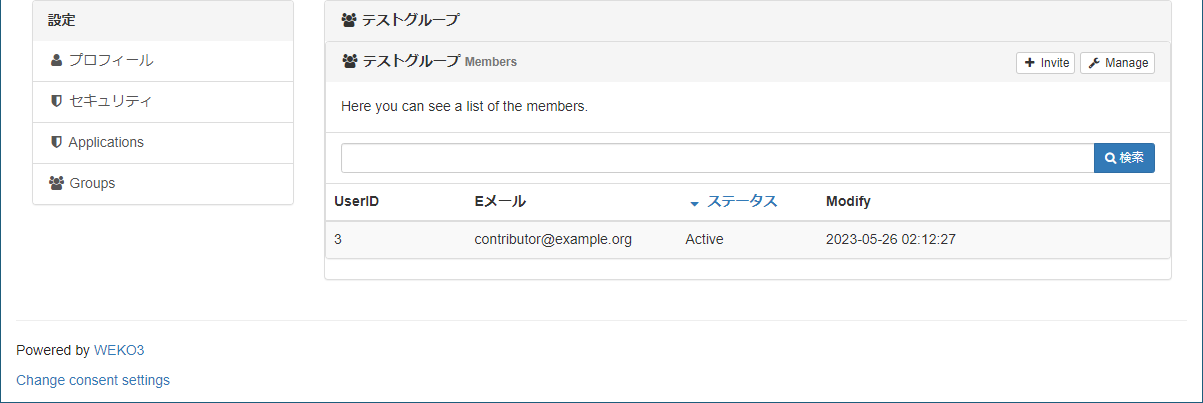 設定
プロフィール
セキュリティ
Applications
Groups
テストグループ
テストグループ Members
Invite
Manage
Here you can see a list of the members.
検索
UserID Eメール ステータス Modify
3 contributor@example.org Active 2023-05-26 02:12:27
Powered by WEKO3
Change consent settings